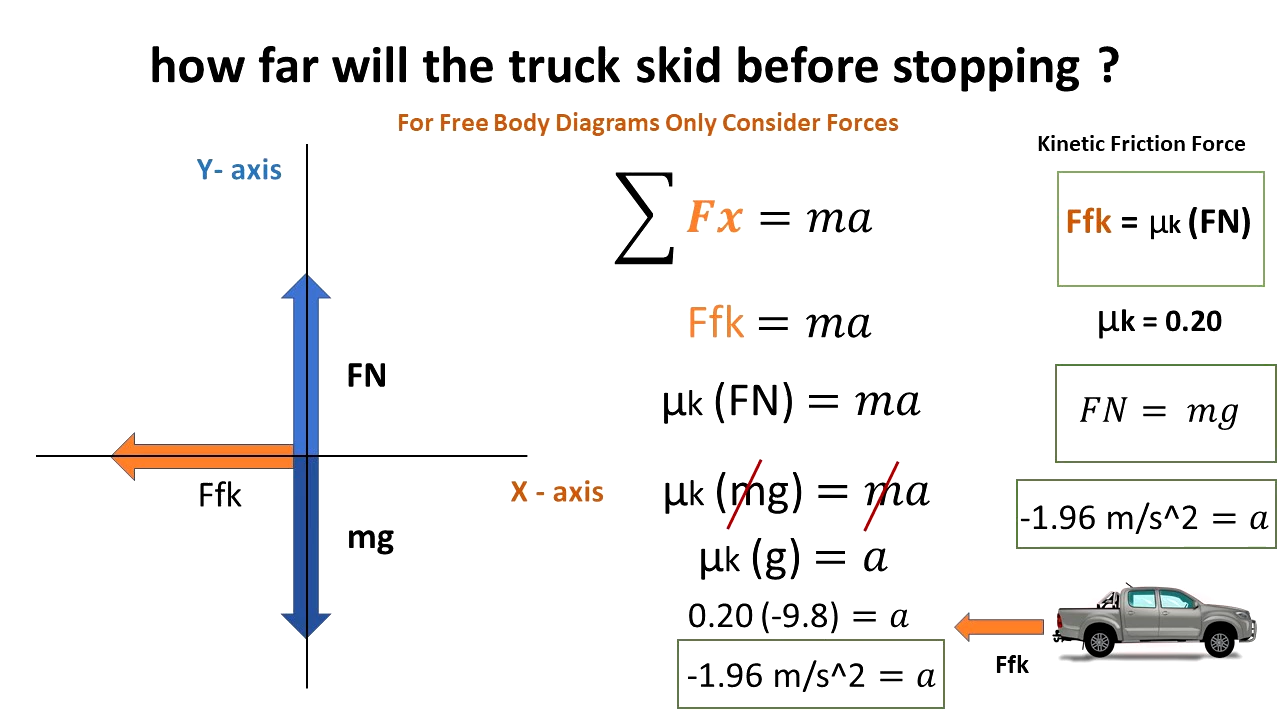 how far will the truck skid before stopping ?
For Free Body Diagrams Only Consider Forces
Y- axis
FN
Ffk
X - axis
mg
∑ Fx = ma
Ffk = ma
μk (FN) = ma
μk (mg) = ma
μk (g) = a
0.20 (-9.8) = a
-1.96 m/s^2 = a
Kinetic Friction Force
Ffk = μk (FN)
μk = 0.20
FN = mg
-1.96 m/s^2 = a
Ffk